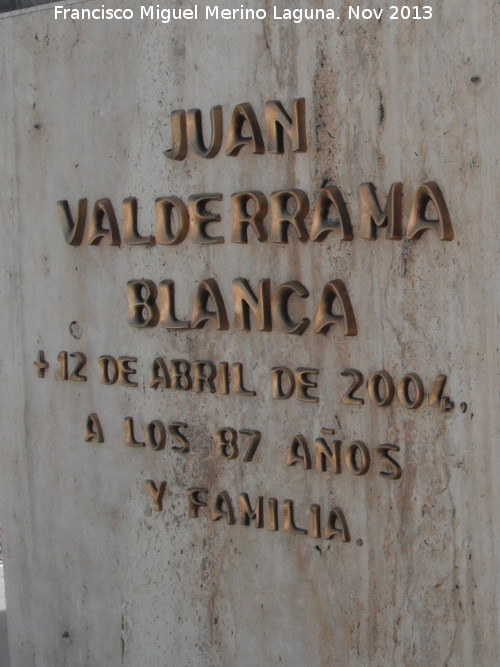 Francisco Miguel Merino Laguna. Nov 2013
JUAN
VALDERRAMA
BLANCA
+ 12 DE ABRIL DE 2004,
A LOS 87 AÑOS
Y FAMILIA.